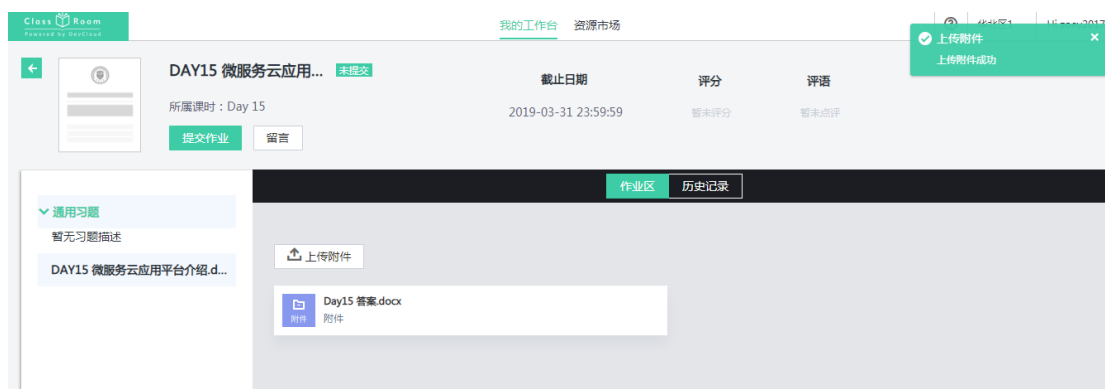 Class Room
Powered by DevCloud
我的工作台 资源市场
华北区1
上传附件 ×
上传附件成功
DAY15 微服务云应用... 未提交
所属课时：Day 15
提交作业 留言
截止日期 评分 评语
2019-03-31 23:59:59 暂未评分 暂未点评
作业区 历史记录
通用习题
暂无习题描述
DAY15 微服务云应用平台介绍.d...
上传附件
Day15 答案.docx
附件 附件